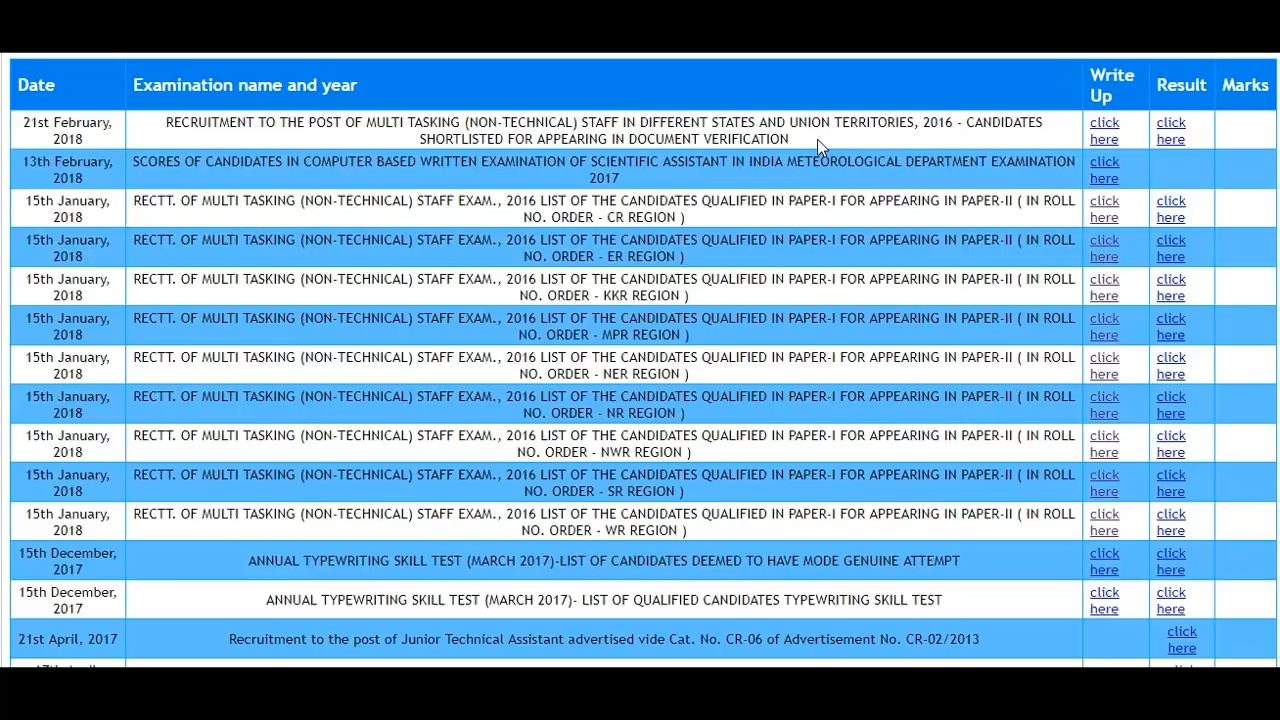 Date Examination name and year Write Up Result Marks
21st February, 2018 RECRUITMENT TO THE POST OF MULTI TASKING (NON-TECHNICAL) STAFF IN DIFFERENT STATES AND UNION TERRITORIES, 2016 - CANDIDATES SHORTLISTED FOR APPEARING IN DOCUMENT VERIFICATION click here click here
13th February, 2018 SCORES OF CANDIDATES IN COMPUTER BASED WRITTEN EXAMINATION OF SCIENTIFIC ASSISTANT IN INDIA METEOROLOGICAL DEPARTMENT EXAMINATION 2017 click here
15th January, 2018 RECTT. OF MULTI TASKING (NON-TECHNICAL) STAFF EXAM., 2016 LIST OF THE CANDIDATES QUALIFIED IN PAPER-I FOR APPEARING IN PAPER-II ( IN ROLL NO. ORDER - CR REGION ) click here click here
15th January, 2018 RECTT. OF MULTI TASKING (NON-TECHNICAL) STAFF EXAM., 2016 LIST OF THE CANDIDATES QUALIFIED IN PAPER-I FOR APPEARING IN PAPER-II ( IN ROLL NO. ORDER - ER REGION ) click here click here
15th January, 2018 RECTT. OF MULTI TASKING (NON-TECHNICAL) STAFF EXAM., 2016 LIST OF THE CANDIDATES QUALIFIED IN PAPER-I FOR APPEARING IN PAPER-II ( IN ROLL NO. ORDER - KKR REGION ) click here click here
15th January, 2018 RECTT. OF MULTI TASKING (NON-TECHNICAL) STAFF EXAM., 2016 LIST OF THE CANDIDATES QUALIFIED IN PAPER-I FOR APPEARING IN PAPER-II ( IN ROLL NO. ORDER - MPR REGION ) click here click here
15th January, 2018 RECTT. OF MULTI TASKING (NON-TECHNICAL) STAFF EXAM., 2016 LIST OF THE CANDIDATES QUALIFIED IN PAPER-I FOR APPEARING IN PAPER-II ( IN ROLL NO. ORDER - NER REGION ) click here click here
15th January, 2018 RECTT. OF MULTI TASKING (NON-TECHNICAL) STAFF EXAM., 2016 LIST OF THE CANDIDATES QUALIFIED IN PAPER-I FOR APPEARING IN PAPER-II ( IN ROLL NO. ORDER - NR REGION ) click here click here
15th January, 2018 RECTT. OF MULTI TASKING (NON-TECHNICAL) STAFF EXAM., 2016 LIST OF THE CANDIDATES QUALIFIED IN PAPER-I FOR APPEARING IN PAPER-II ( IN ROLL NO. ORDER - NWR REGION ) click here click here
15th January, 2018 RECTT. OF MULTI TASKING (NON-TECHNICAL) STAFF EXAM., 2016 LIST OF THE CANDIDATES QUALIFIED IN PAPER-I FOR APPEARING IN PAPER-II ( IN ROLL NO. ORDER - SR REGION ) click here click here
15th January, 2018 RECTT. OF MULTI TASKING (NON-TECHNICAL) STAFF EXAM., 2016 LIST OF THE CANDIDATES QUALIFIED IN PAPER-I FOR APPEARING IN PAPER-II ( IN ROLL NO. ORDER - WR REGION ) click here click here
15th December, 2017 ANNUAL TYPEWRITING SKILL TEST (MARCH 2017)-LIST OF CANDIDATES DEEMED TO HAVE MODE GENUINE ATTEMPT click here click here
15th December, 2017 ANNUAL TYPEWRITING SKILL TEST (MARCH 2017)- LIST OF QUALIFIED CANDIDATES TYPEWRITING SKILL TEST click here click here
21st April, 2017 Recruitment to the post of Junior Technical Assistant advertised vide Cat. No. CR-06 of Advertisement No. CR-02/2013 click here